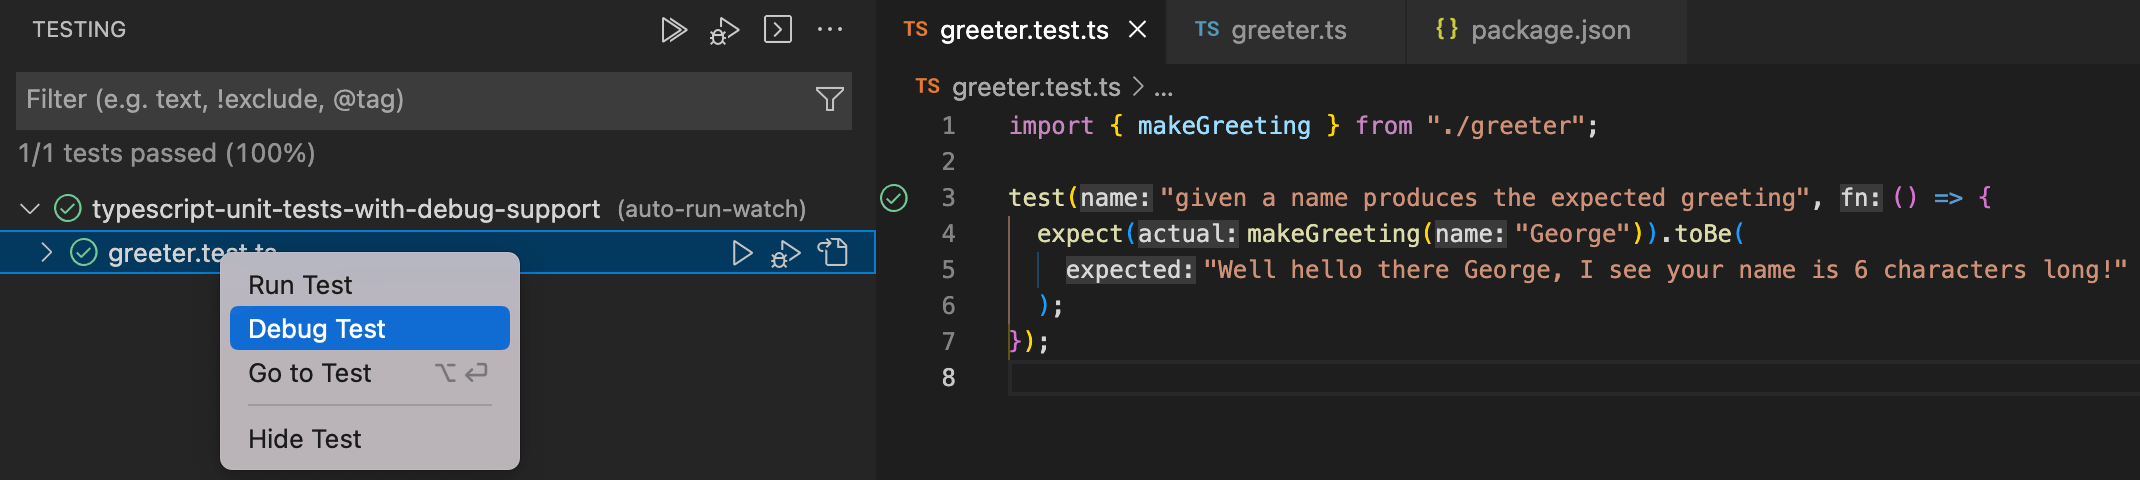 TESTING
Filter (e.g. text, !exclude, @tag)
1/1 tests passed (100%)
typescript-unit-tests-with-debug-support (auto-run-watch)
greeter.test.ts
Run Test
Debug Test
Go to Test ⌥ ⏎
Hide Test
TS greeter.test.ts
TS greeter.ts
{} package.json
TS greeter.test.ts > ...
1 import { makeGreeting } from "./greeter";
2
3 test(name: "given a name produces the expected greeting", fn: () => {
4 expect(actual: makeGreeting(name: "George")).toBe(
5 expected: "Well hello there George, I see your name is 6 characters long!"
6 );
7 });
8